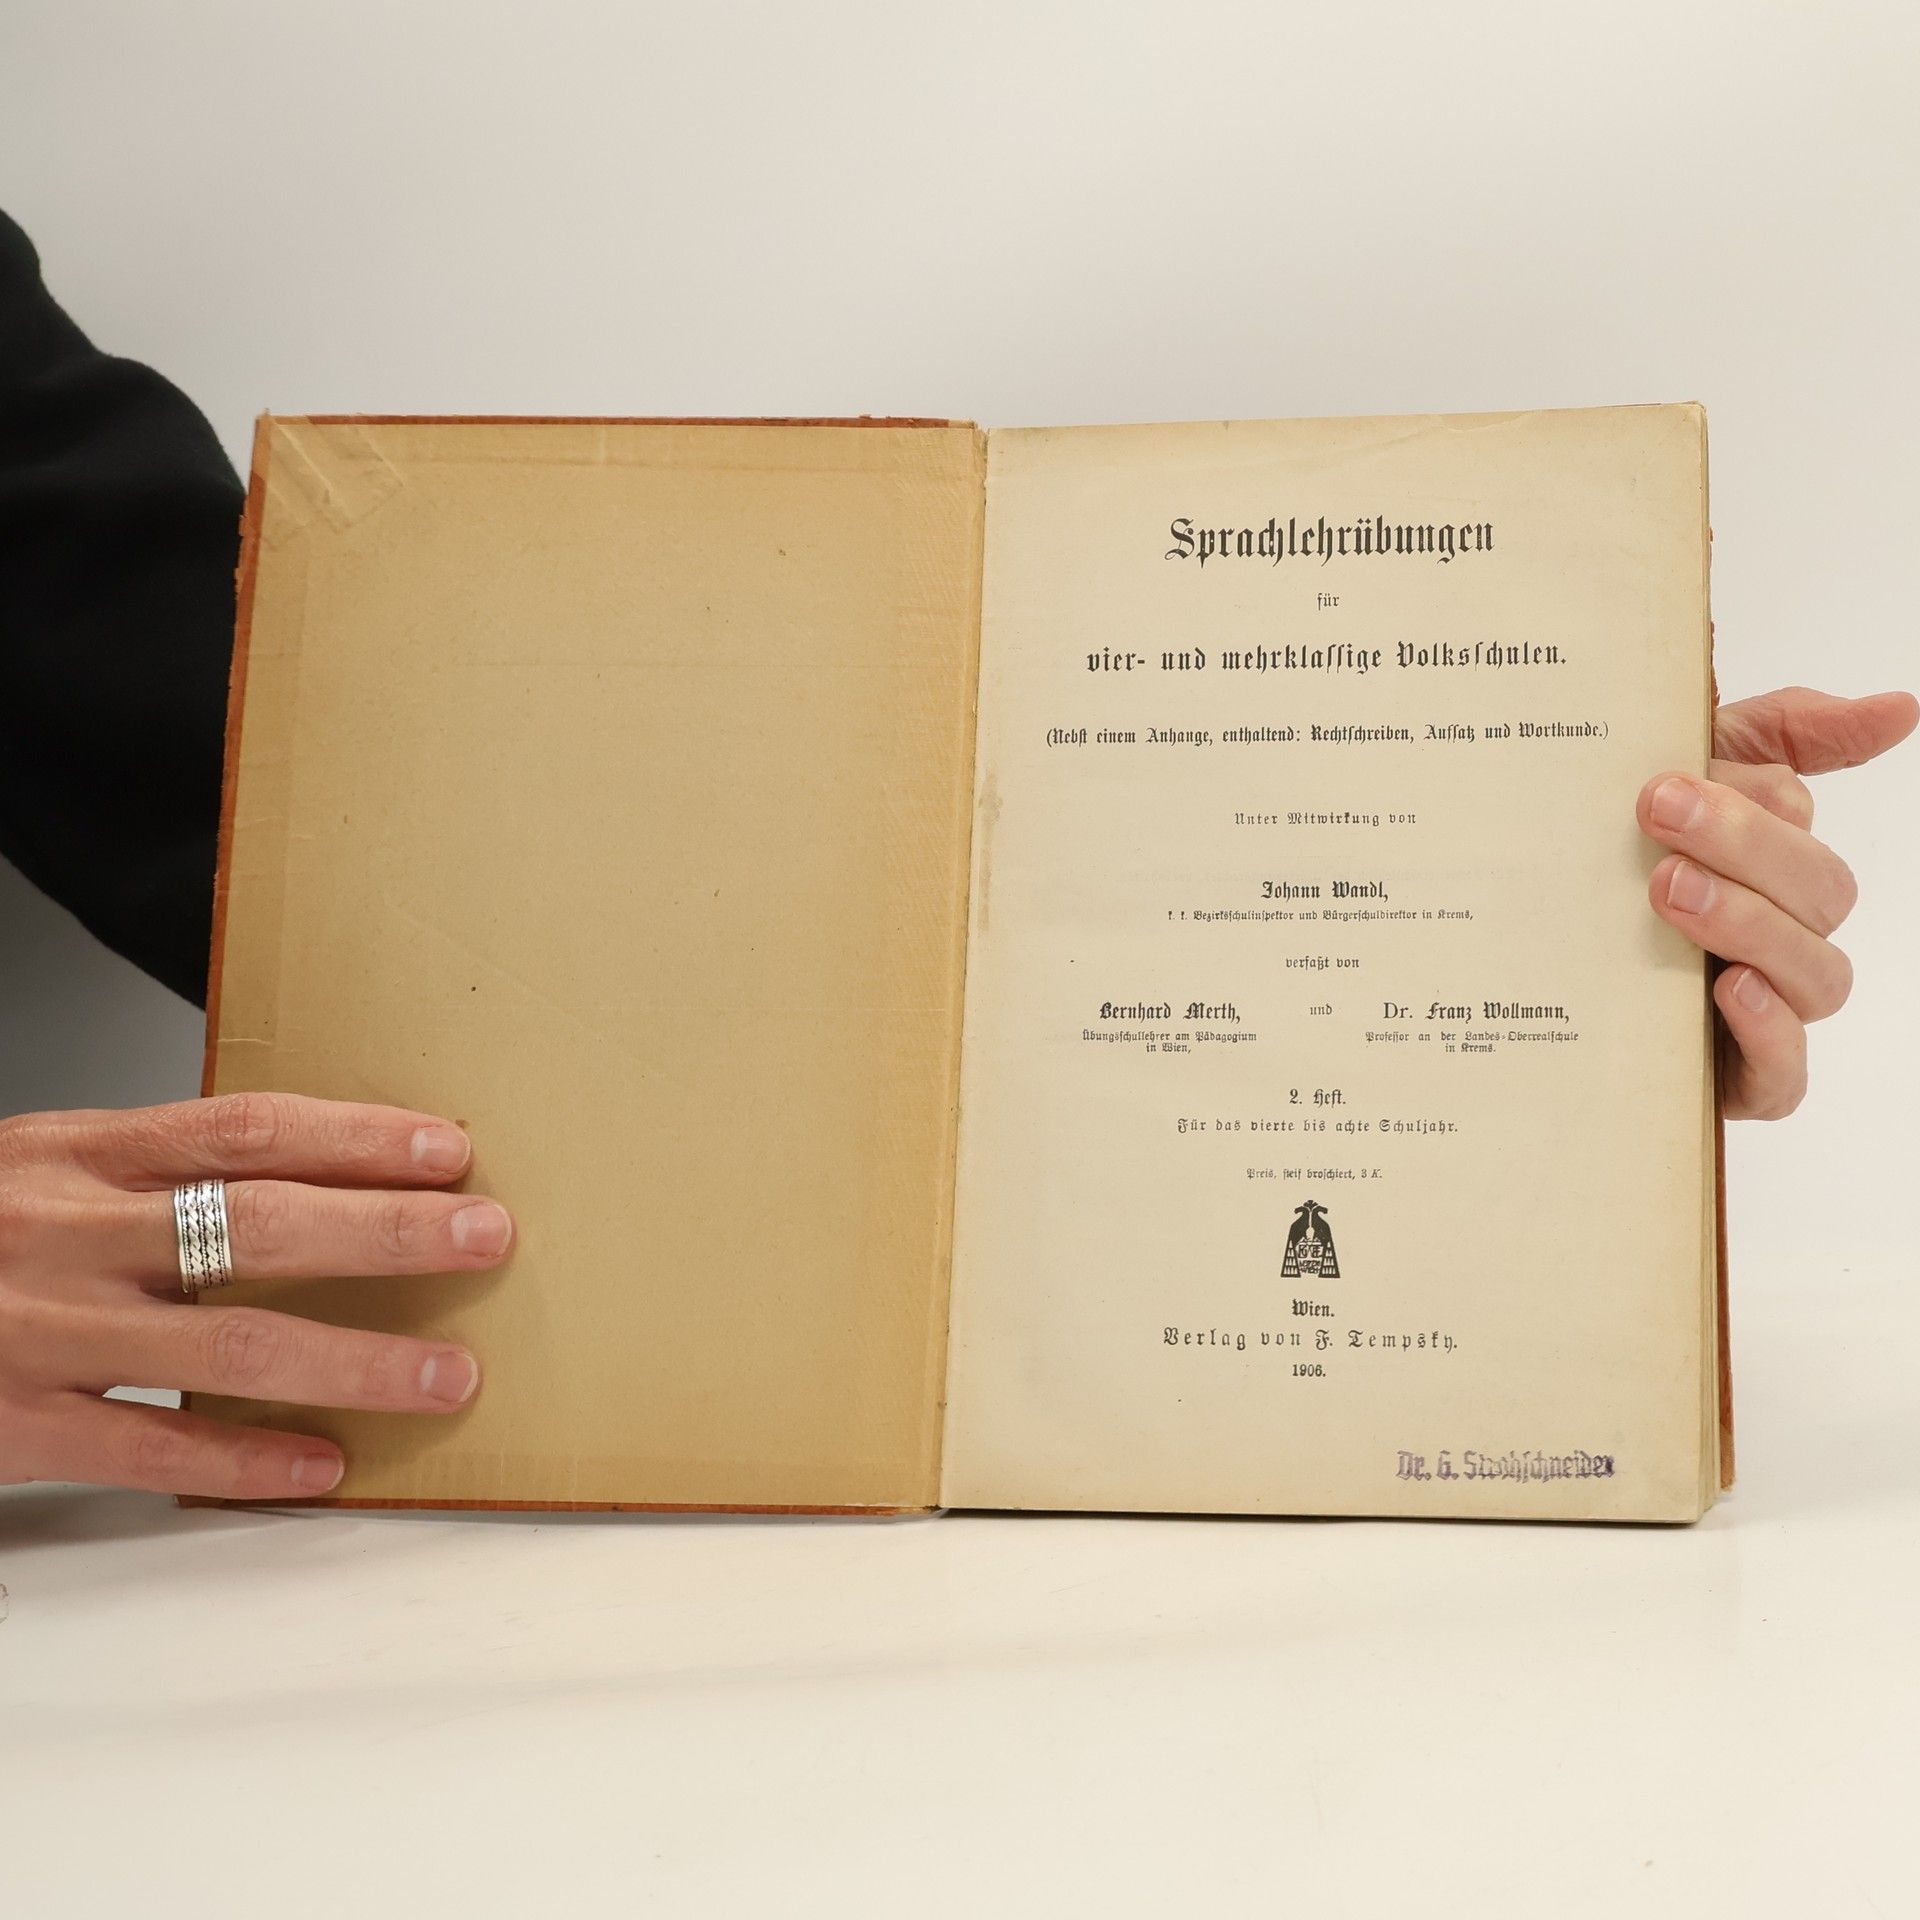 Sprachlehrübungen
für
vier- und mehrklassige Volksschulen.
(Nebst einem Anhange, enthaltend: Rechtschreiben, Aufsatz und Wortkunde.)
Unter Mitwirkung von
Johann Wandl,
k. k. Bezirksschulinspektor und Bürgerschuldirektor in Krems,
verfaßt von
Bernhard Merth, und Dr. Franz Wollmann,
Übungsschullehrer am Pädagogium Professor an der Landes-Oberrealschule
in Wien, in Krems.
2. Heft.
Für das vierte bis achte Schuljahr.
Preis, steif broschiert, 3 K.
Wien.
Verlag von F. Tempsky.
1906.
Dr. G. Strohschneider